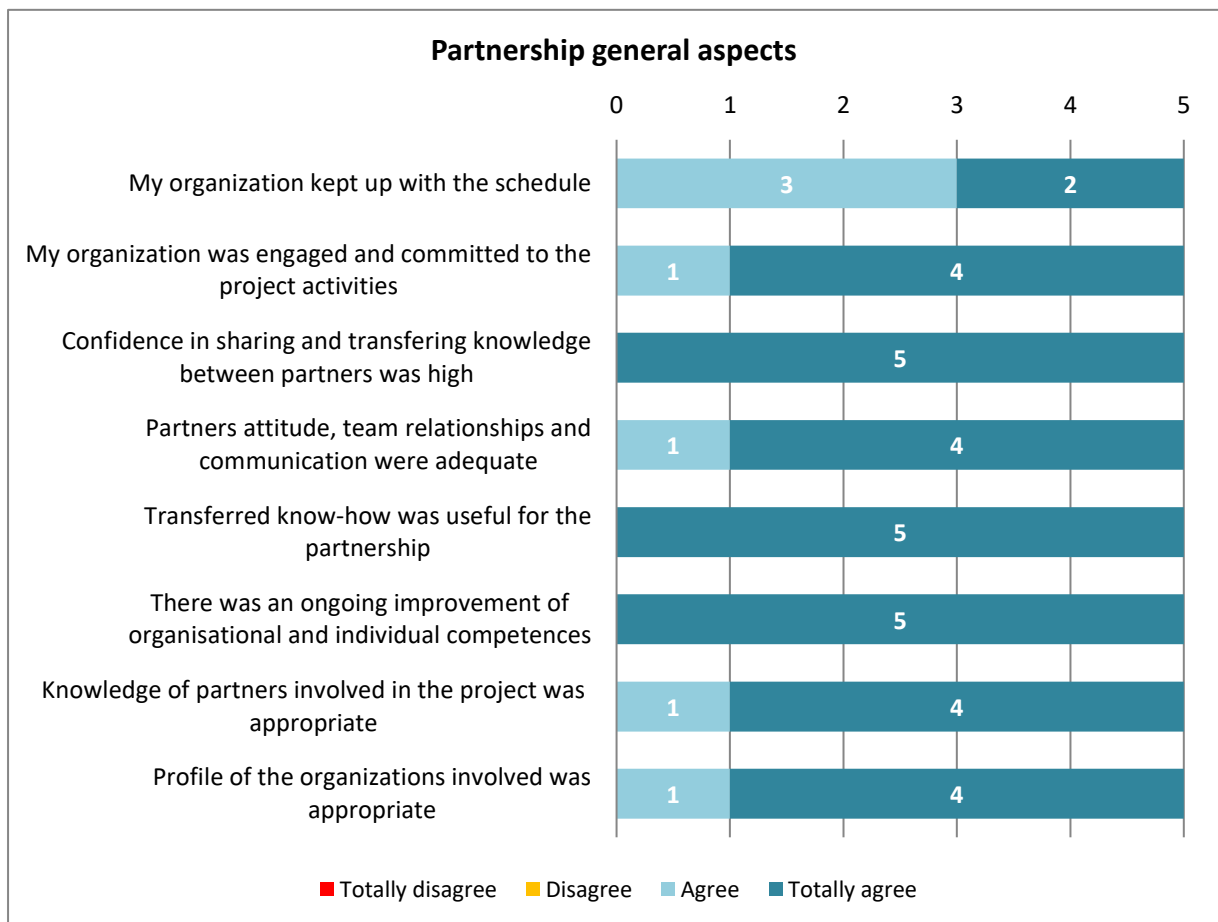 Partnership general aspects
0 1 2 3 4 5
My organization kept up with the schedule
3 2
My organization was engaged and committed to the
project activities
1 4
Confidence in sharing and transfering knowledge
between partners was high
5
Partners attitude, team relationships and
communication were adequate
1 4
Transferred know-how was useful for the
partnership
5
There was an ongoing improvement of
organisational and individual competences
5
Knowledge of partners involved in the project was
appropriate
1 4
Profile of the organizations involved was
appropriate
1 4
Totally disagree Disagree Agree Totally agree